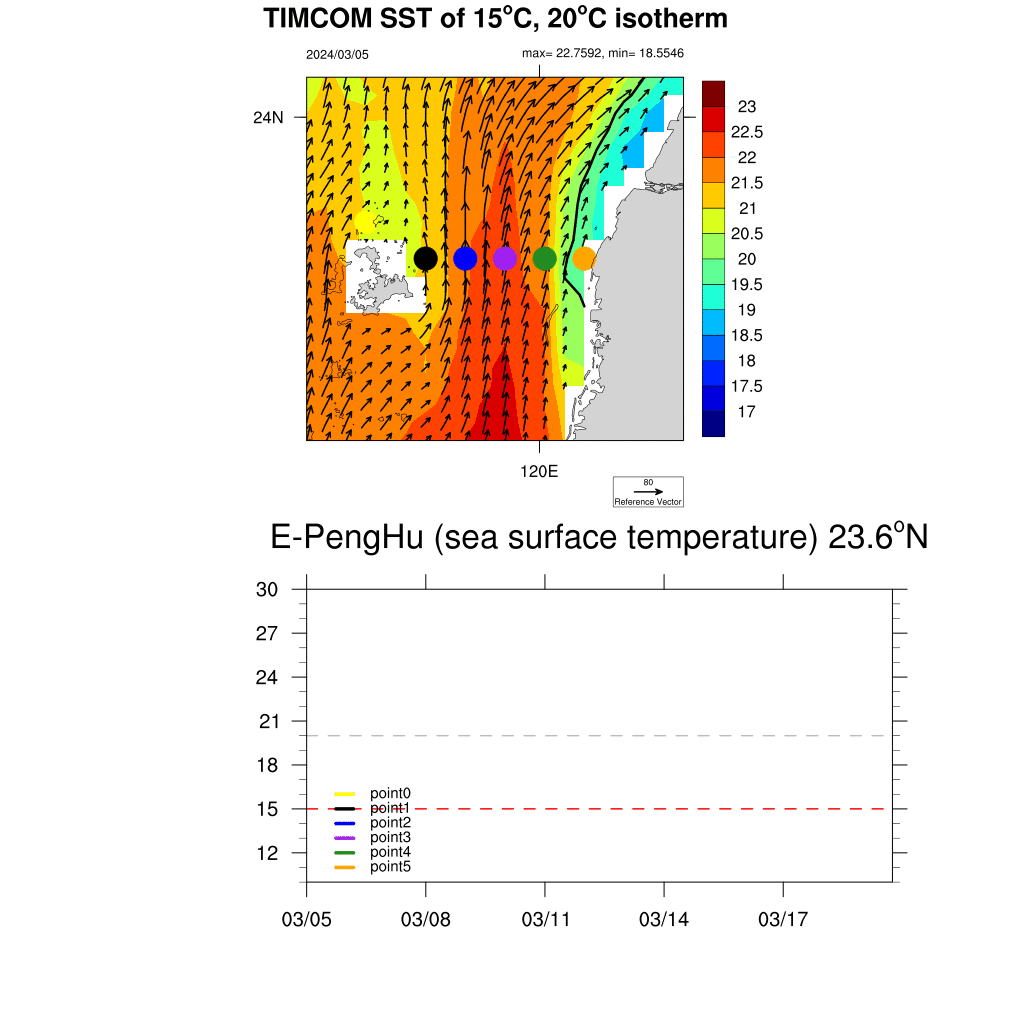 TIMCOM SST of 15°C, 20°C isotherm
2024/03/05
max= 22.7592, min= 18.5546
24N
23
22.5
22
21.5
21
20.5
20
19.5
19
18.5
18
17.5
17
120E
80
Reference Vector
E-PengHu (sea surface temperature) 23.6°N
30
27
24
21
18
15
12
point0
point1
point2
point3
point4
point5
03/05
03/08
03/11
03/14
03/17